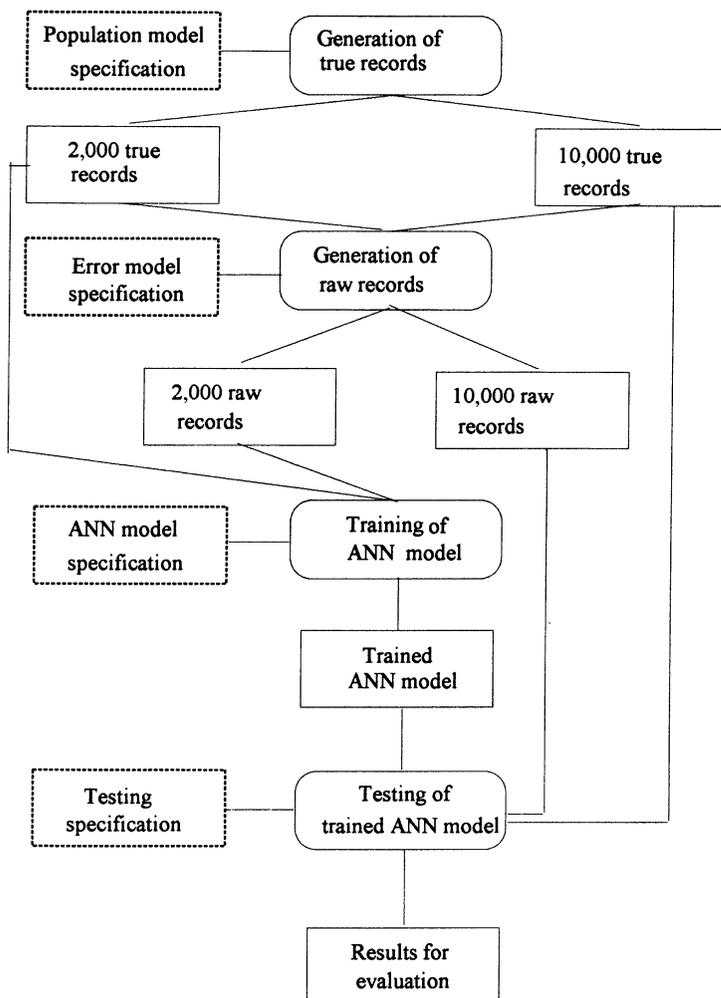 Population model
specification
Generation of
true records
2,000 true
records
10,000 true
records
Error model
specification
Generation of
raw records
2,000 raw
records
10,000 raw
records
ANN model
specification
Training of
ANN model
Trained
ANN model
Testing
specification
Testing of
trained ANN model
Results for
evaluation